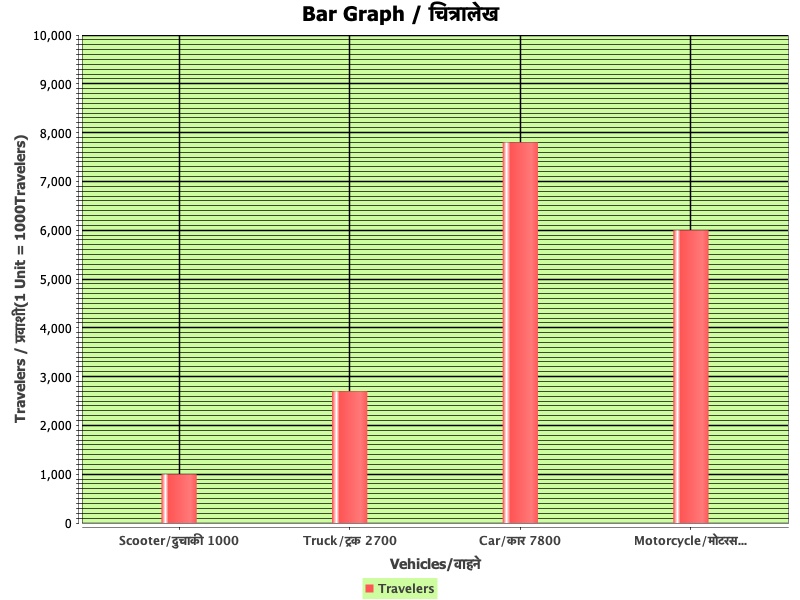 Bar Graph / चित्रालेख
10,000
9,000
8,000
7,000
6,000
5,000
4,000
3,000
2,000
1,000
0
Travelers / प्रवाशी(1 Unit = 1000Travelers)
Scooter/दुचाकी 1000
Truck/ट्रक 2700
Car/कार 7800
Motorcycle/मोटरस...
Vehicles/वाहने
Travelers